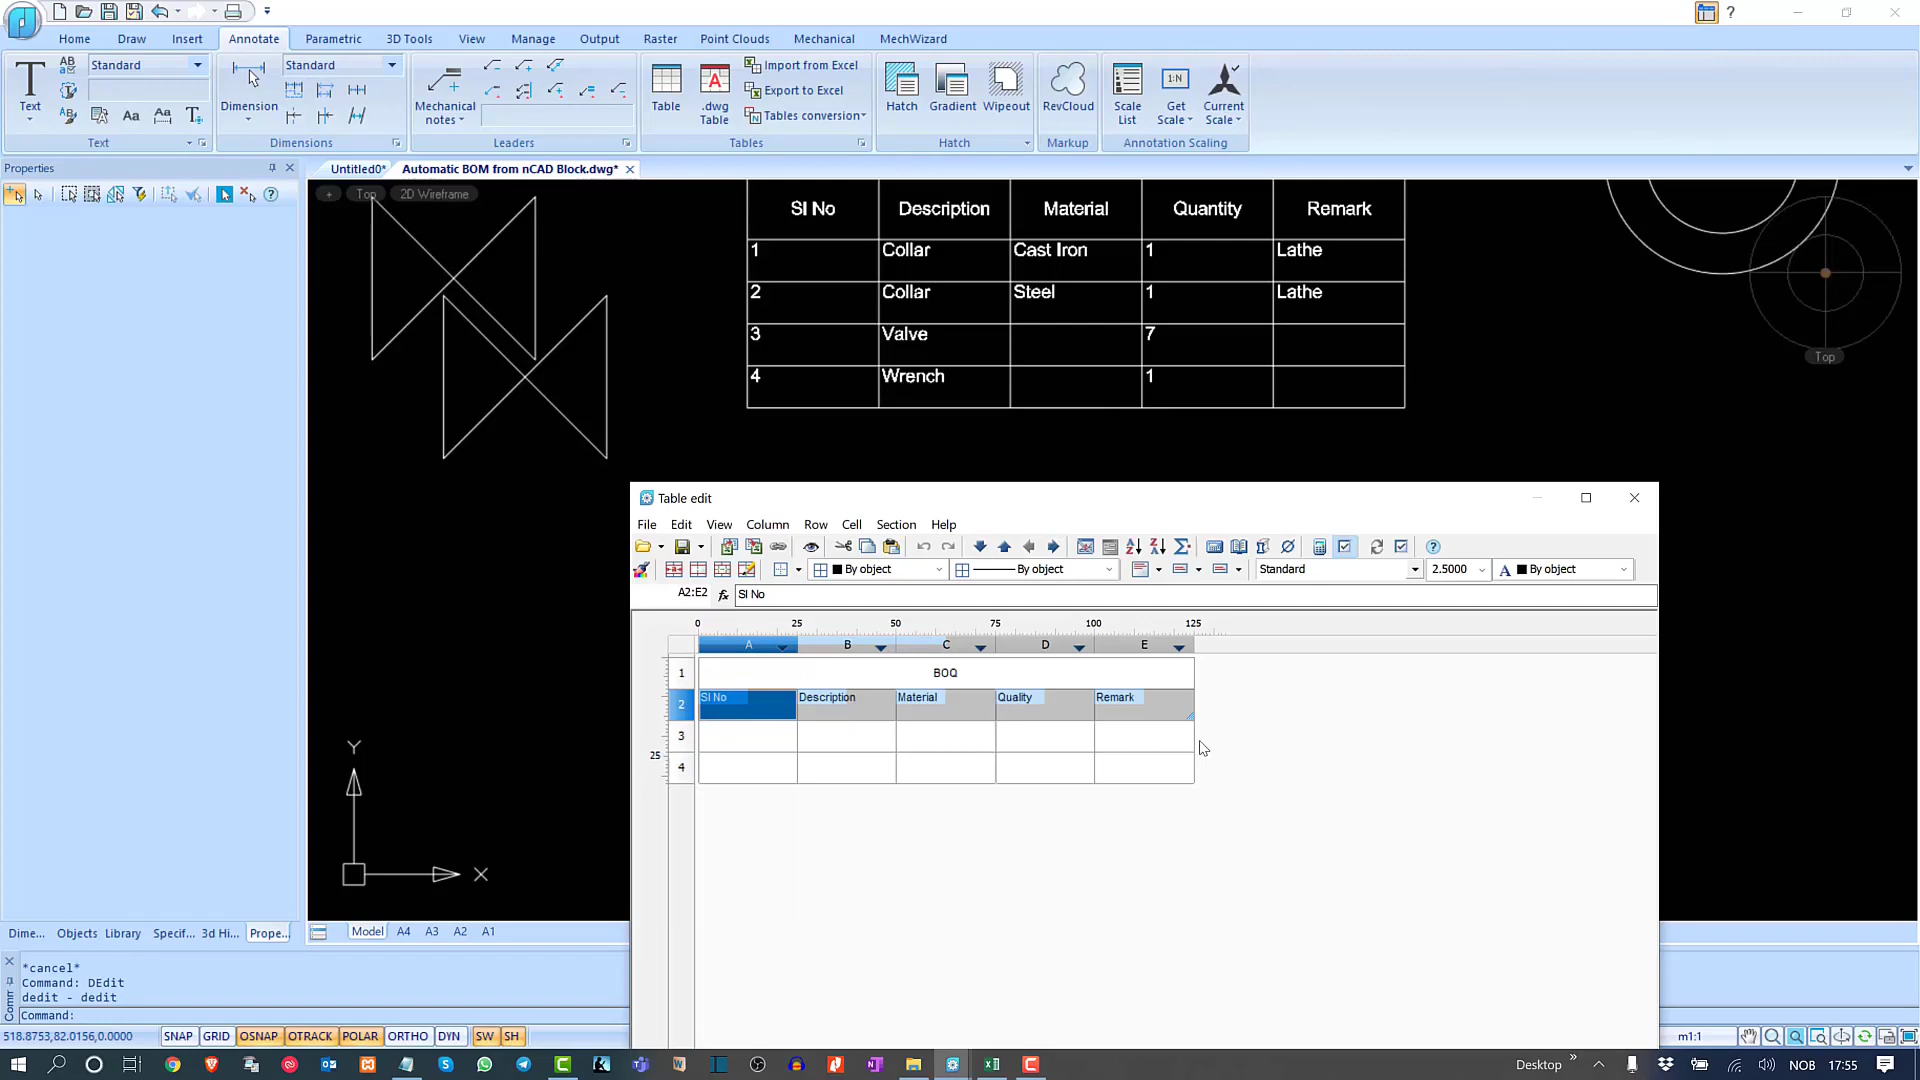 Home Draw Insert Annotate Parametric 3D Tools View Manage Output Raster Point Clouds Mechanical MechWizard
Text
Standard
Dimension
Standard
Mechanical notes
Table
.dwg Table
Import from Excel
Export to Excel
Tables conversion
Hatch
Gradient
Wipeout
RevCloud
Scale List
1:N
Get Scale
Current Scale
Text Dimensions Leaders Tables Hatch Markup Annotation Scaling
Properties
Untitled0*
Automatic BOM from nCAD Block.dwg*
+ Top 2D Wireframe
SI No Description Material Quantity Remark
1 Collar Cast Iron 1 Lathe
2 Collar Steel 1 Lathe
3 Valve 7
4 Wrench 1
Top
Table edit
File Edit View Column Row Cell Section Help
By object
By object
Standard
2.5000
By object
A2:E2
fx
SI No
0 25 50 75 100 125
A B C D E
1 BOQ
2 SI No Description Material Quality Remark
3
25
4
Y
X
Dime... Objects Library Specif... 3d Hi... Prope...
Model A4 A3 A2 A1
*cancel*
Command: DEdit
dedit - dedit
Command:
Comm
518.8753,82.0156,0.0000
SNAP GRID OSNAP OTRACK POLAR ORTHO DYN SW SH
m1:1
Desktop
NOB
17:55